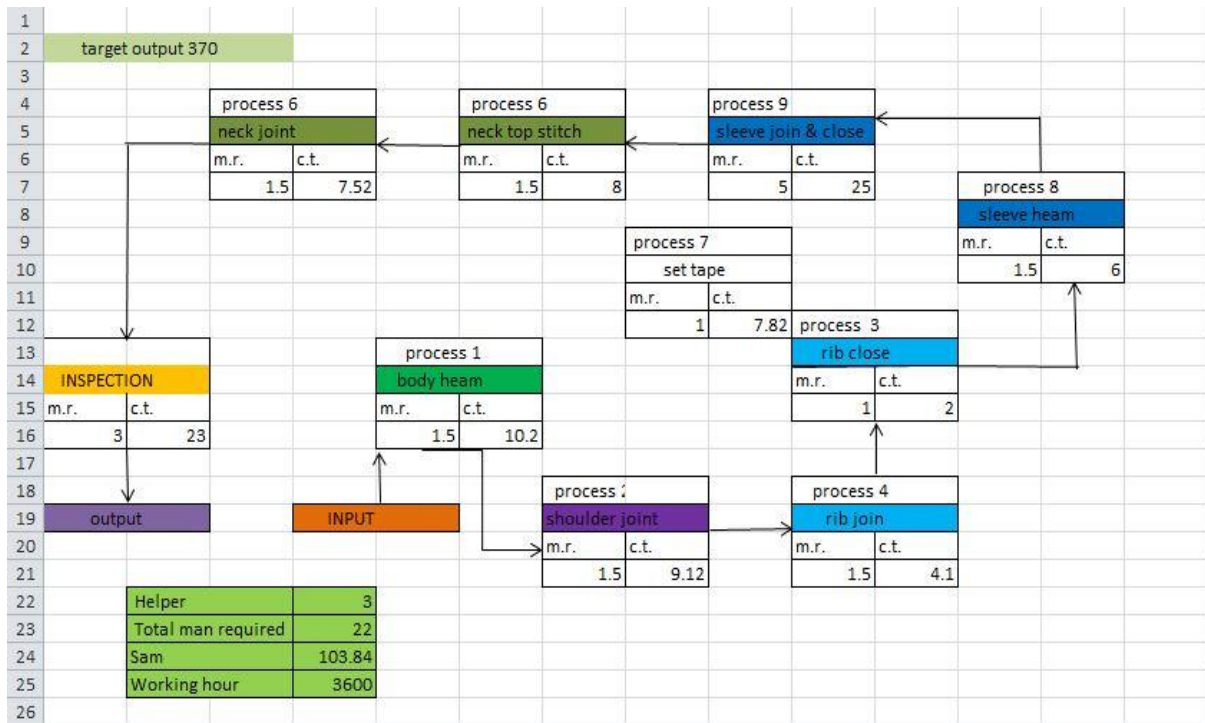 1
2 target output 370
3
4 process 6 process 6 process 9
5 neck joint neck top stitch sleeve join & close
6 m.r. c.t. m.r. c.t. m.r. c.t.
7 1.5 7.52 1.5 8 5 25 process 8
8 sleeve heam
9 process 7 m.r. c.t.
10 set tape 1.5 6
11 m.r. c.t.
12 1 7.82 process 3
13 process 1 rib close
14 INSPECTION body heam m.r. c.t.
15 m.r. c.t. m.r. c.t. 1 2
16 3 23 1.5 10.2
17
18 process 2 process 4
19 output INPUT shoulder joint rib join
20 m.r. c.t. m.r. c.t.
21 1.5 9.12 1.5 4.1
22 Helper 3
23 Total man required 22
24 Sam 103.84
25 Working hour 3600
26